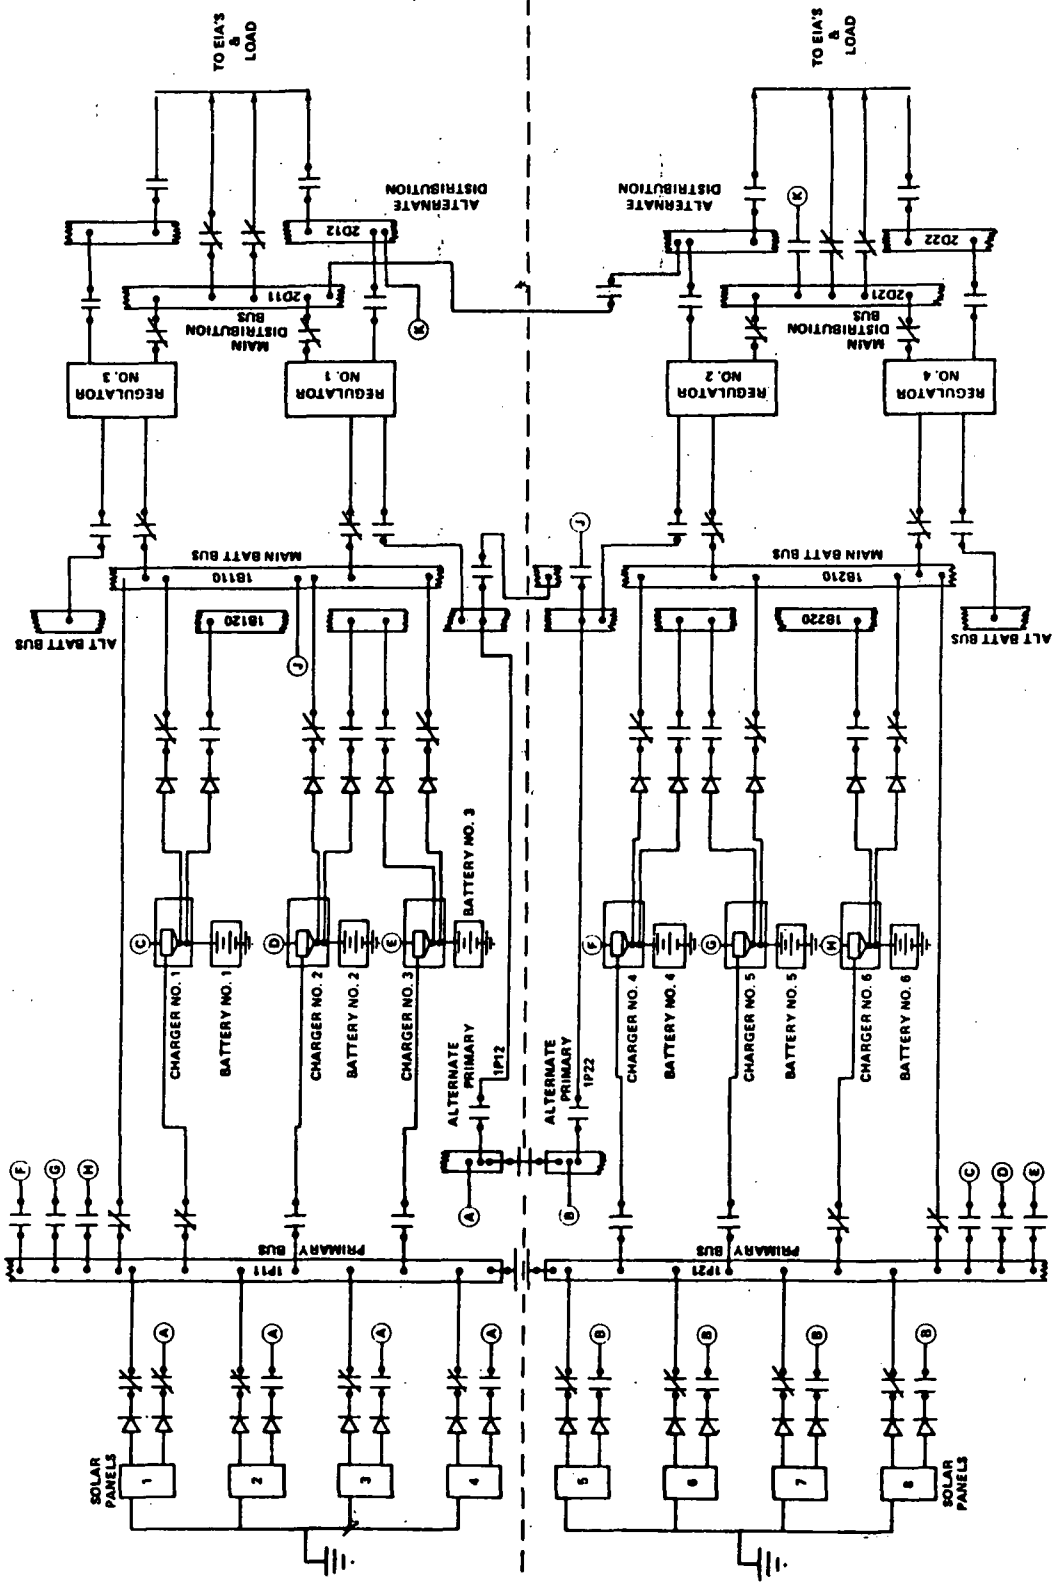 TO EIA'S
&
LOAD
TO EIA'S
&
LOAD
ALTERNATE
DISTRIBUTION
ALTERNATE
DISTRIBUTION
2D12
2D22
K
2D11
2D21
MAIN
DISTRIBUTION
BUS
MAIN
DISTRIBUTION
BUS
K
REGULATOR
NO. 3
REGULATOR
NO. 1
REGULATOR
NO. 2
REGULATOR
NO. 4
J
MAIN BATT BUS
1B110
MAIN BATT BUS
1B210
ALT BATT BUS
1B120
1B220
ALT BATT BUS
J
C
D
E
F
G
H
CHARGER NO. 1
BATTERY NO. 1
CHARGER NO. 2
BATTERY NO. 2
CHARGER NO. 3
BATTERY NO. 3
CHARGER NO. 4
BATTERY NO. 4
CHARGER NO. 5
BATTERY NO. 5
CHARGER NO. 6
BATTERY NO. 6
ALTERNATE
PRIMARY
1P12
ALTERNATE
PRIMARY
1P22
F
G
H
A
B
C
D
E
PRIMARY
BUS
1P11
PRIMARY
BUS
1P21
A
A
A
A
B
B
B
B
SOLAR
PANELS
1
2
3
4
5
6
7
8
SOLAR
PANELS